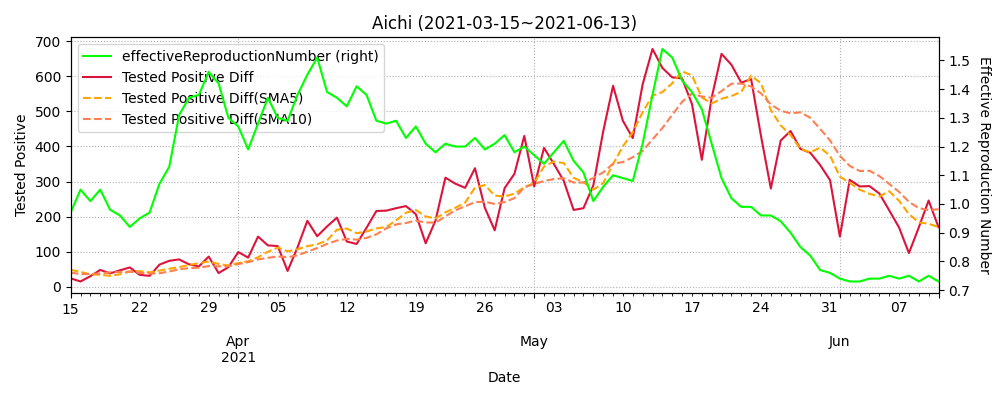 Aichi (2021-03-15~2021-06-13)
effectiveReproductionNumber (right)
Tested Positive Diff
Tested Positive Diff(SMA5)
Tested Positive Diff(SMA10)
Tested Positive
700
600
500
400
300
200
100
0
Effective Reproduction Number
1.5
1.4
1.3
1.2
1.1
1.0
0.9
0.8
0.7
15 22 29 05 12 19 26 03 10 17 24 31 07
Apr May Jun
2021
Date